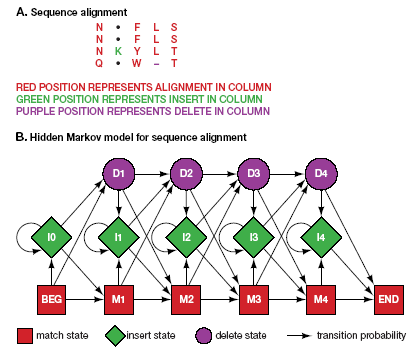 A. Sequence alignment
N • F L S
N • F L S
N K Y L T
Q • W – T
RED POSITION REPRESENTS ALIGNMENT IN COLUMN
GREEN POSITION REPRESENTS INSERT IN COLUMN
PURPLE POSITION REPRESENTS DELETE IN COLUMN
B. Hidden Markov model for sequence alignment
D1 D2 D3 D4
I0 I1 I2 I3 I4
BEG M1 M2 M3 M4 END
match state insert state delete state transition probability